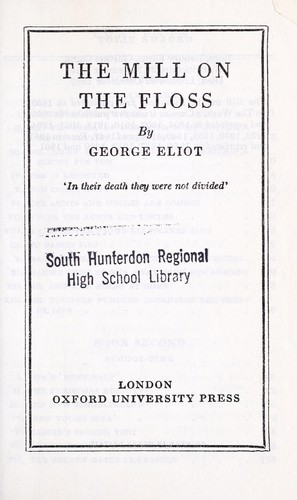 THE MILL ON
THE FLOSS
By
GEORGE ELIOT
'In their death they were not divided'
South Hunterdon Regional
High School Library
LONDON
OXFORD UNIVERSITY PRESS